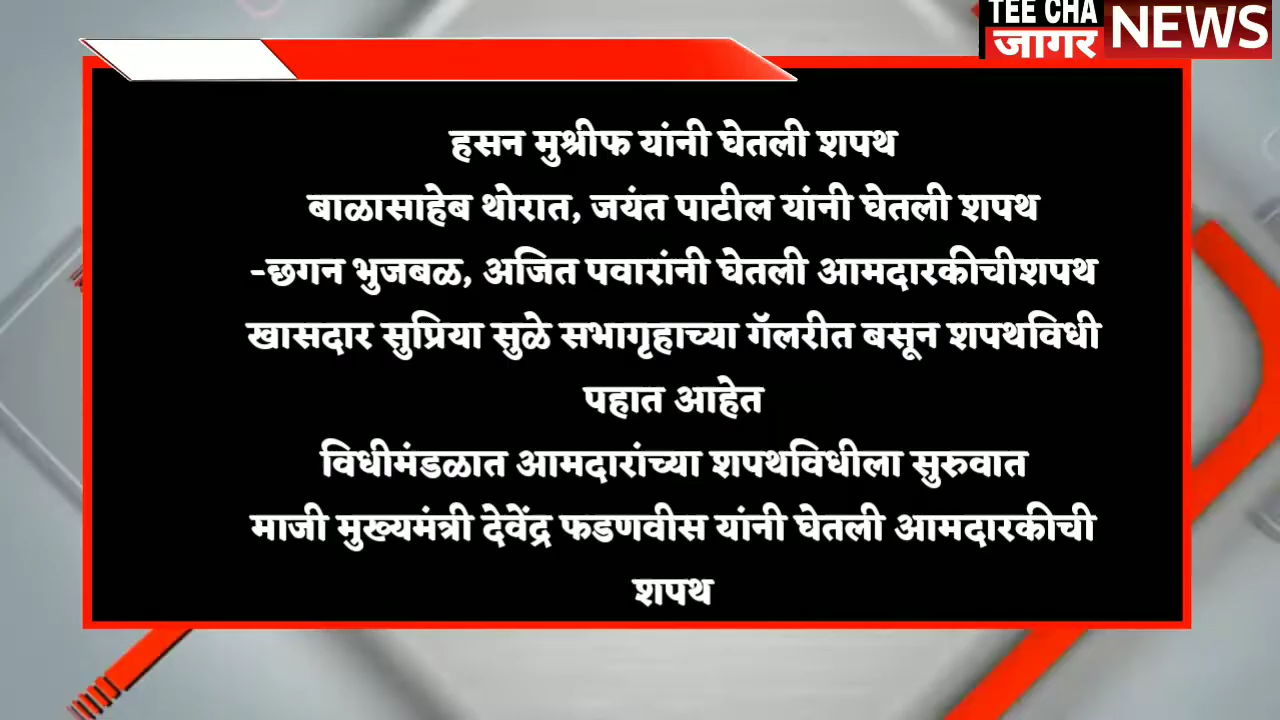 TEE CHA
जागर NEWS
हसन मुश्रीफ यांनी घेतली शपथ
बाळासाहेब थोरात, जयंत पाटील यांनी घेतली शपथ
-छगन भुजबळ, अजित पवारांनी घेतली आमदारकीचीशपथ
खासदार सुप्रिया सुळे सभागृहाच्या गॅलरीत बसून शपथविधी
पहात आहेत
विधीमंडळात आमदारांच्या शपथविधीला सुरुवात
माजी मुख्यमंत्री देवेंद्र फडणवीस यांनी घेतली आमदारकीची
शपथ